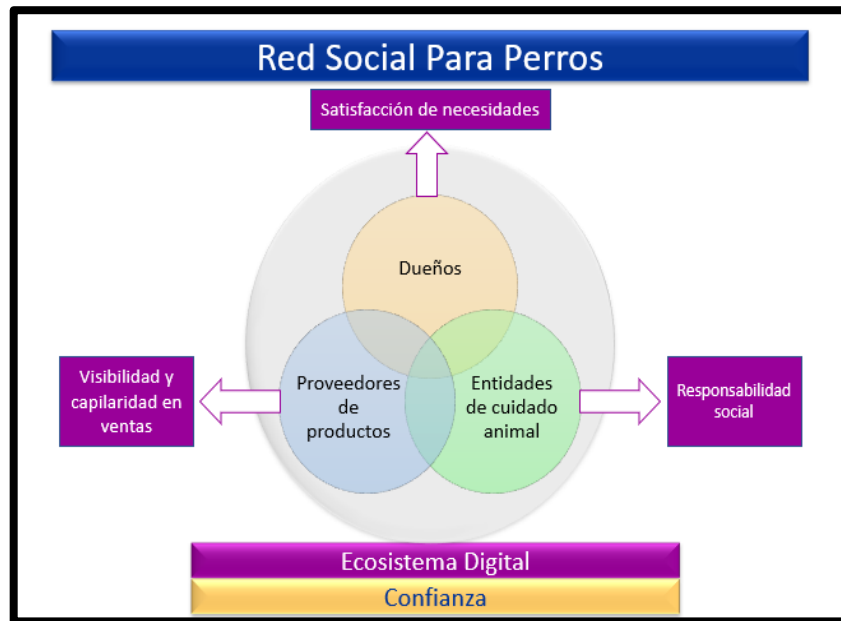 Red Social Para Perros
Satisfacción de necesidades
Dueños
Visibilidad y
capilaridad en
ventas
Proveedores
de
productos
Entidades
de cuidado
animal
Responsabilidad
social
Ecosistema Digital
Confianza